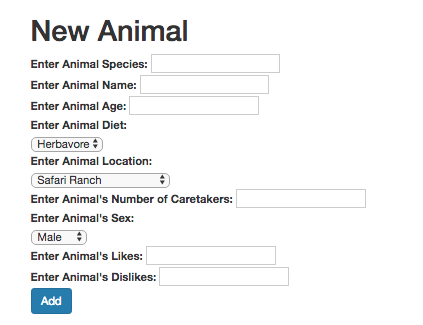 New Animal
Enter Animal Species:
Enter Animal Name:
Enter Animal Age:
Enter Animal Diet:
Herbavore
Enter Animal Location:
Safari Ranch
Enter Animal's Number of Caretakers:
Enter Animal's Sex:
Male
Enter Animal's Likes:
Enter Animal's Dislikes:
Add